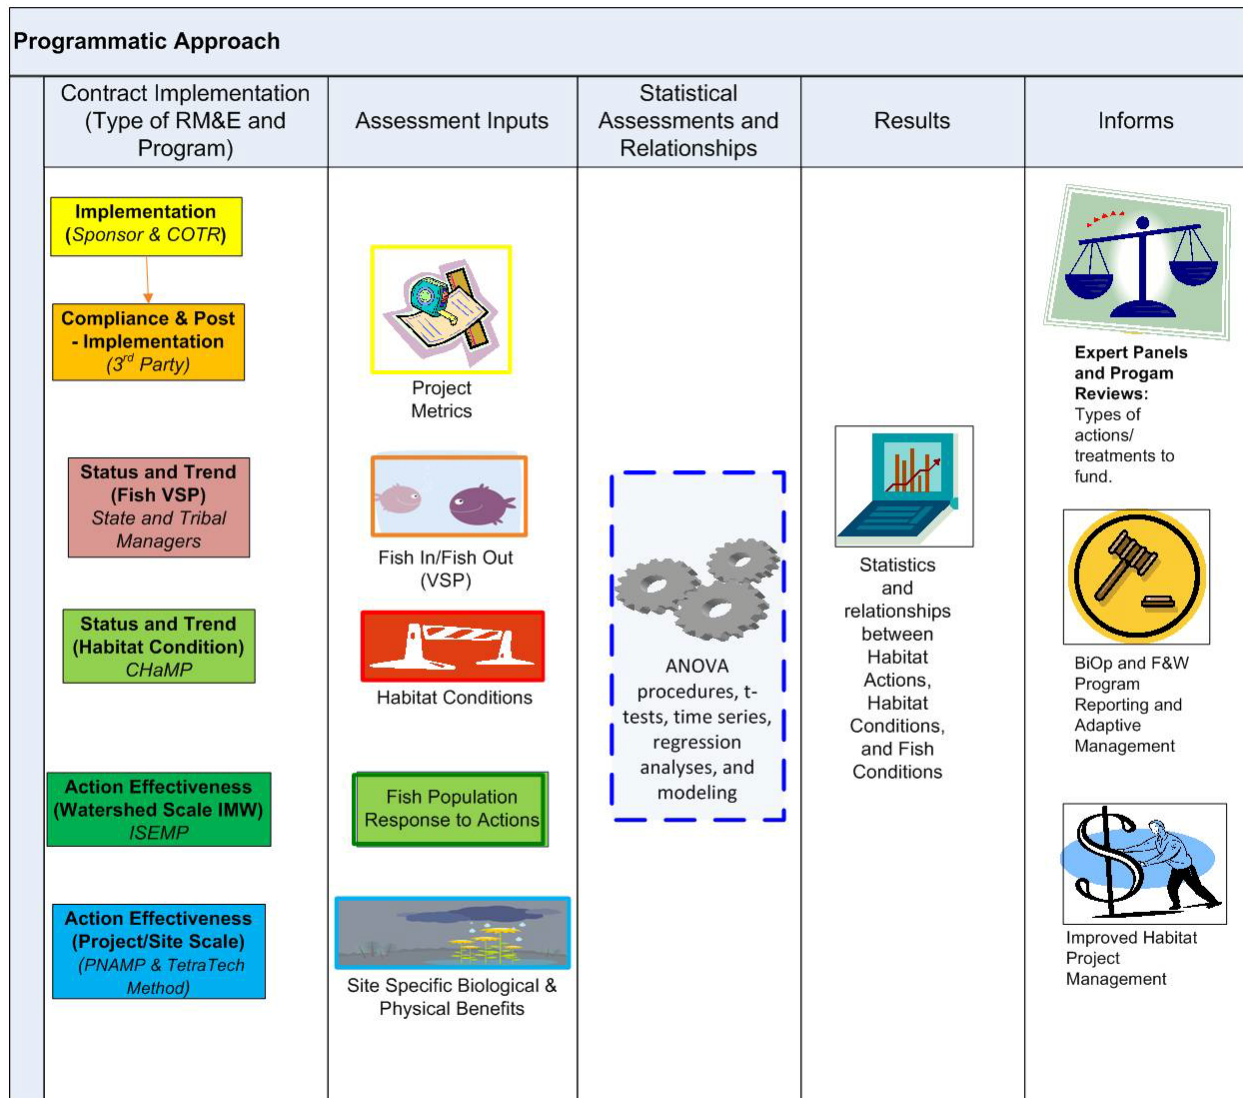 Programmatic Approach
Contract Implementation
(Type of RM&E and
Program)
Assessment Inputs
Statistical
Assessments and
Relationships
Results
Informs
Implementation
(Sponsor & COTR)
Compliance & Post
- Implementation
(3rd Party)
Status and Trend
(Fish VSP)
State and Tribal
Managers
Status and Trend
(Habitat Condition)
CHaMP
Action Effectiveness
(Watershed Scale IMW)
ISEMP
Action Effectiveness
(Project/Site Scale)
(PNAMP & TetraTech
Method)
Project
Metrics
Fish In/Fish Out
(VSP)
Habitat Conditions
Fish Population
Response to Actions
Site Specific Biological &
Physical Benefits
ANOVA
procedures, t-
tests, time series,
regression
analyses, and
modeling
Statistics
and
relationships
between
Habitat
Actions,
Habitat
Conditions,
and Fish
Conditions
Expert Panels
and Progam
Reviews:
Types of
actions/
treatments to
fund.
BiOp and F&W
Program
Reporting and
Adaptive
Management
$
Improved Habitat
Project
Management